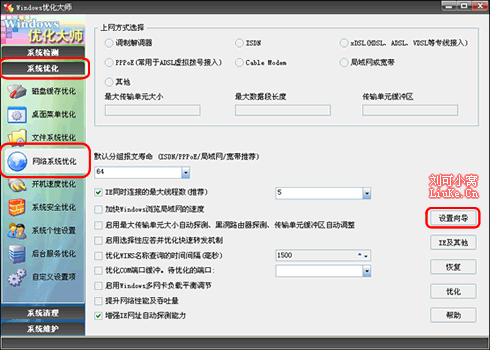 Windows优化大师
Windows
优化大师
系统检测
系统优化
磁盘缓存优化
桌面菜单优化
文件系统优化
网络系统优化
开机速度优化
系统安全优化
系统个性设置
后台服务优化
自定义设置项
系统清理
系统维护
上网方式选择
调制解调器
ISDN
xDSL(HDSL、ADSL、VDSL等专线接入)
PPPoE(常用于ADSL虚拟拨号接入)
Cable Modem
局域网或宽带
其他
最大传输单元大小
最大数据段长度
传输单元缓冲区
默认分组报文寿命 (ISDN/PPPoE/局域网/宽带推荐)
64
IE同时连接的最大线程数(推荐)
5
加快Windows浏览局域网的速度
启用最大传输单元大小自动探测、黑洞路由器探测、传输单元缓冲区自动调整
启用选择性应答并优化快速转发机制
优化WINS名称查询的时间间隔(毫秒)
1500
优化COM端口缓冲。待优化的端口:
启用Windows多网卡负载平衡调节
提升网络性能及吞吐量
增强IE网址自动探测能力
刘可小窝
Liuke.Cn
设置向导
IE及其他
恢复
优化
帮助